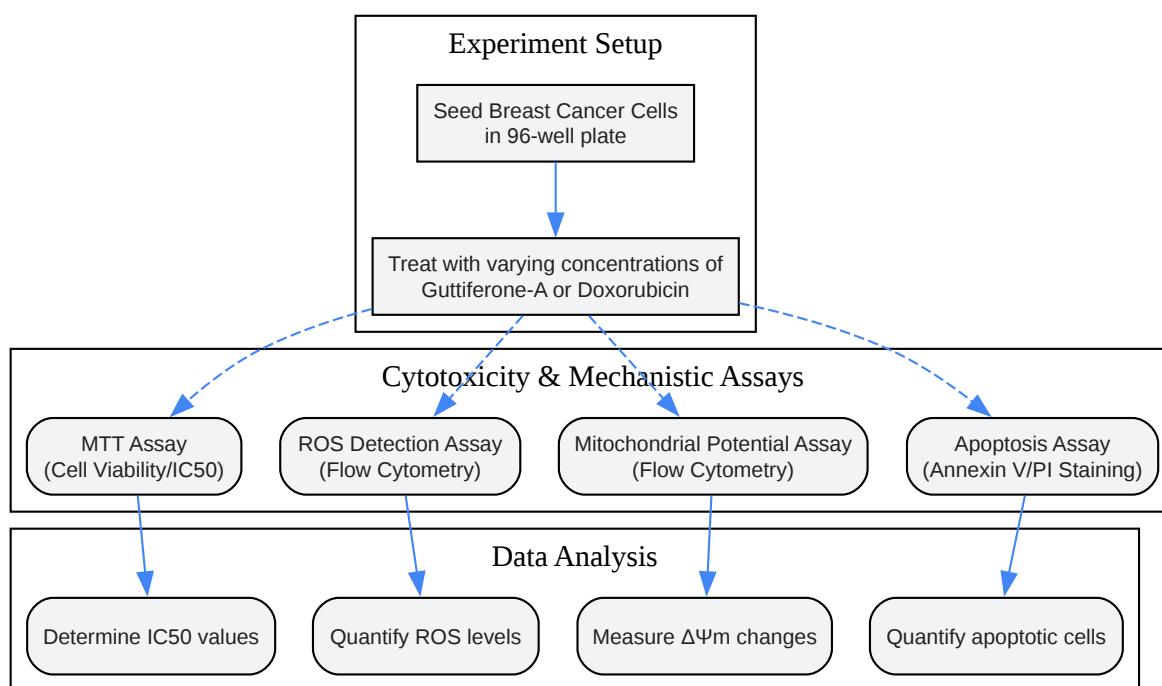 Experiment Setup
Seed Breast Cancer Cells
in 96-well plate
Treat with varying concentrations of
Guttiferone-A or Doxorubicin
Cytotoxicity & Mechanistic Assays
MTT Assay
(Cell Viability/IC50)
ROS Detection Assay
(Flow Cytometry)
Mitochondrial Potential Assay
(Flow Cytometry)
Apoptosis Assay
(Annexin V/PI Staining)
Data Analysis
Determine IC50 values
Quantify ROS levels
Measure ΔΨm changes
Quantify apoptotic cells